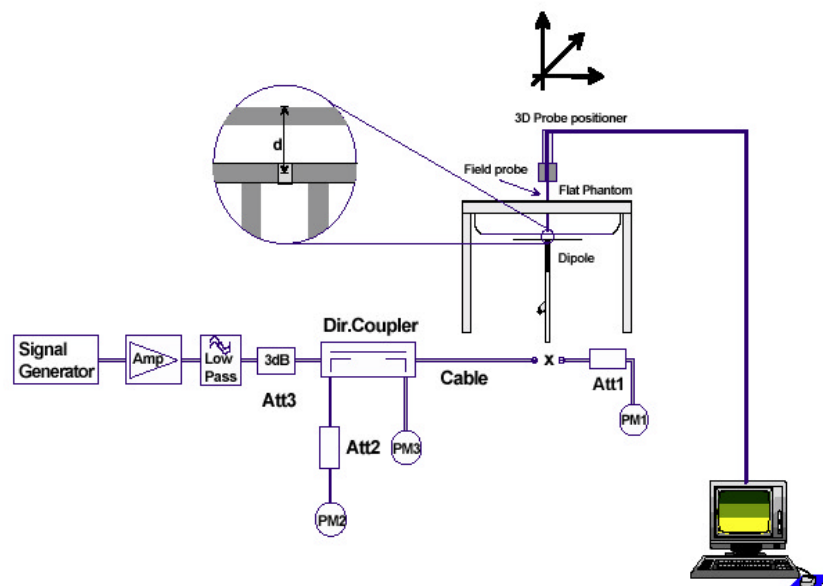 3D Probe positioner
d
Field probe
Flat Phantom
Dipole
Dir.Coupler
Signal
Generator
Amp
Low
Pass
3dB
Att3
Cable
x
Att1
PM1
Att2
PM3
PM2